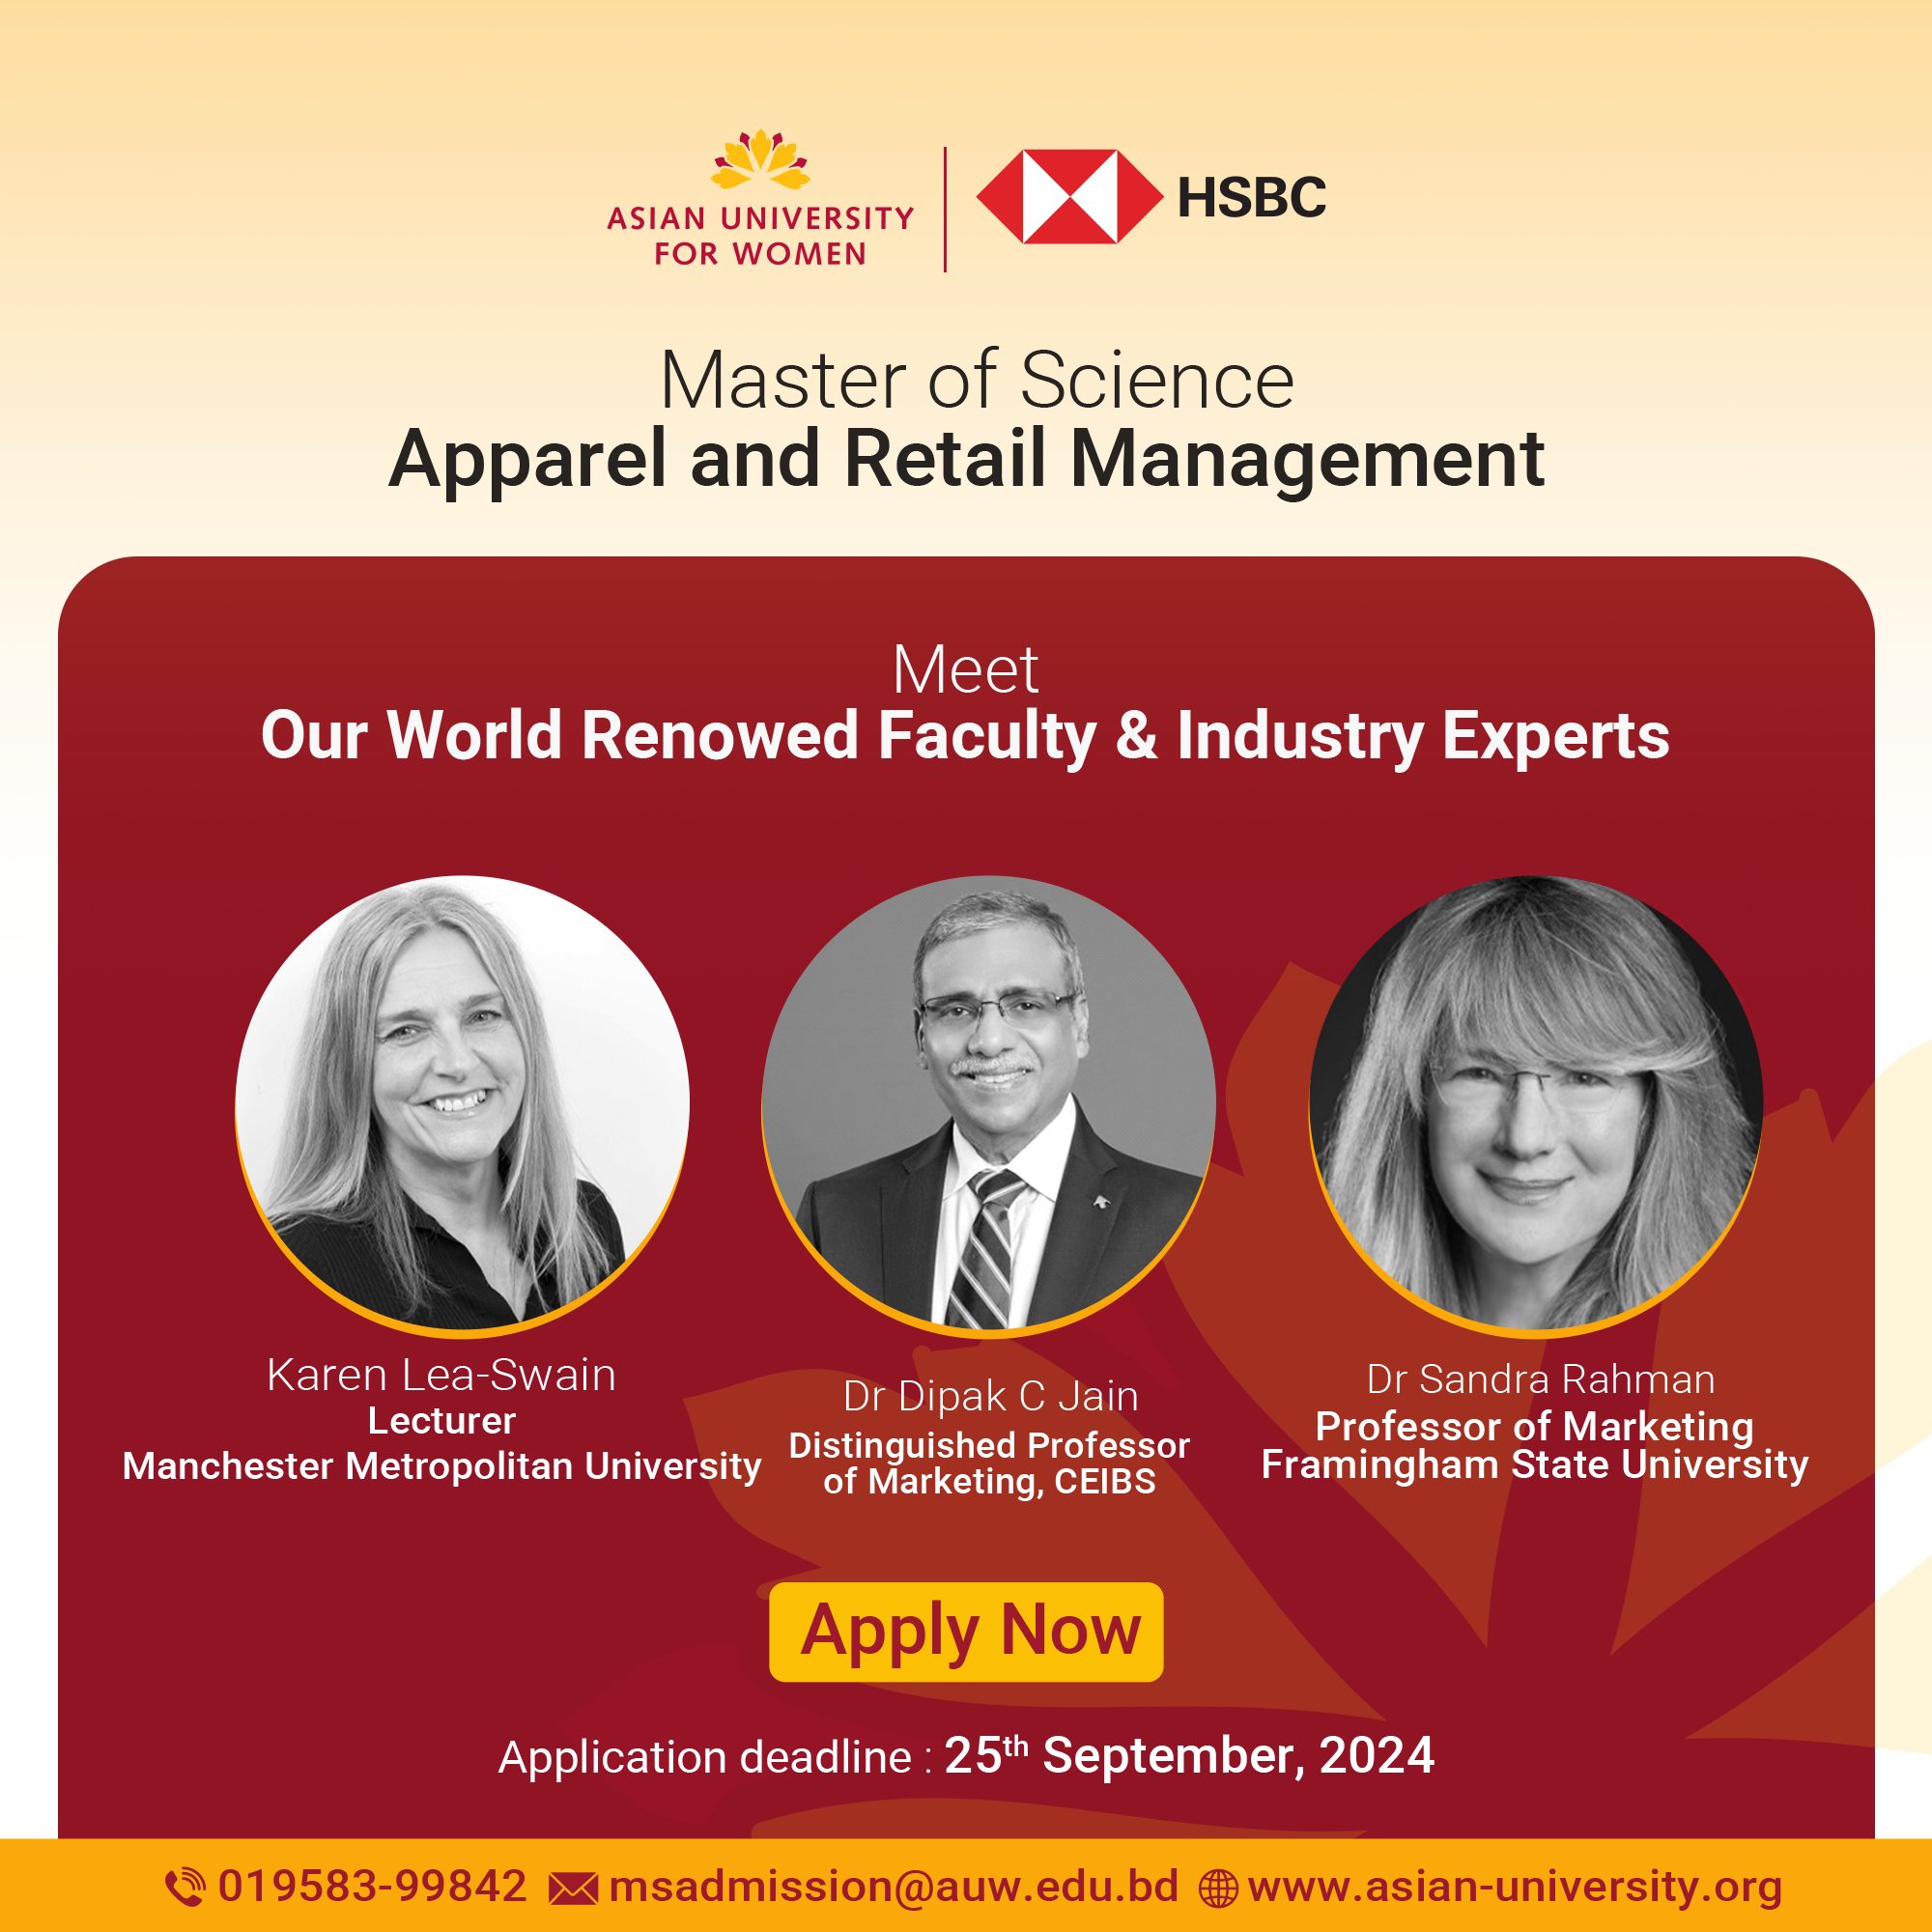 ASIAN UNIVERSITY
FOR WOMEN
HSBC
Master of Science
Apparel and Retail Management
Meet
Our World Renowed Faculty & Industry Experts
Karen Lea-Swain
Lecturer
Manchester Metropolitan University
Dr Dipak C Jain
Distinguished Professor
of Marketing, CEIBS
Dr Sandra Rahman
Professor of Marketing
Framingham State University
Apply Now
Application deadline : 25th September, 2024
019583-99842 msadmission@auw.edu.bd www.asian-university.org